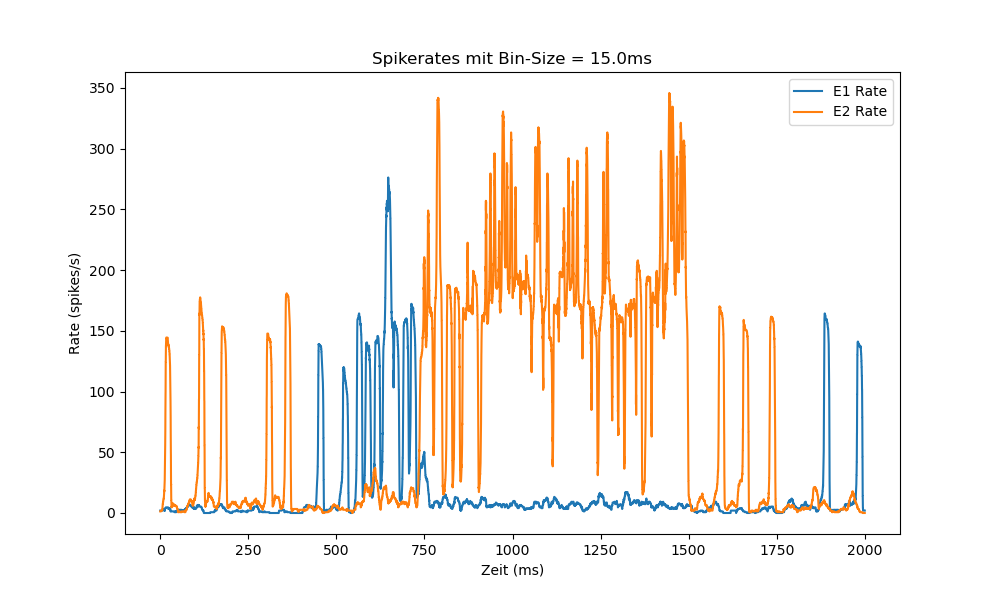 Spikerates mit Bin-Size = 15.0ms
E1 Rate
E2 Rate
350
300
250
200
150
100
50
0
Rate (spikes/s)
0 250 500 750 1000 1250 1500 1750 2000
Zeit (ms)